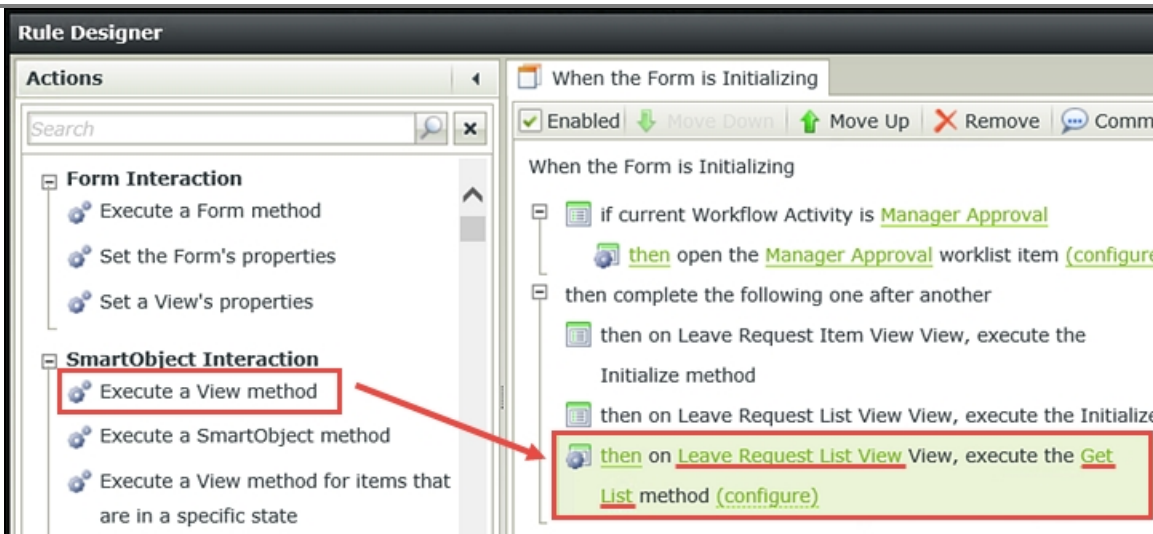 Rule Designer
Actions
Search
Form Interaction
Execute a Form method
Set the Form's properties
Set a View's properties
SmartObject Interaction
Execute a View method
Execute a SmartObject method
Execute a View method for items that
are in a specific state
When the Form is Initializing
Enabled Move Down Move Up Remove Comm
When the Form is Initializing
if current Workflow Activity is Manager Approval
then open the Manager Approval worklist item (configure
then complete the following one after another
then on Leave Request Item View View, execute the
Initialize method
then on Leave Request List View View, execute the Initialize
then on Leave Request List View View, execute the Get
List method (configure)